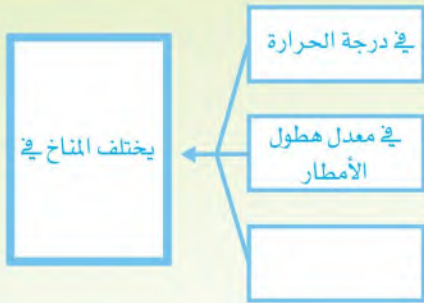 في درجة الحرارة
في معدل هطول
الأمطار
يختلف المناخ في